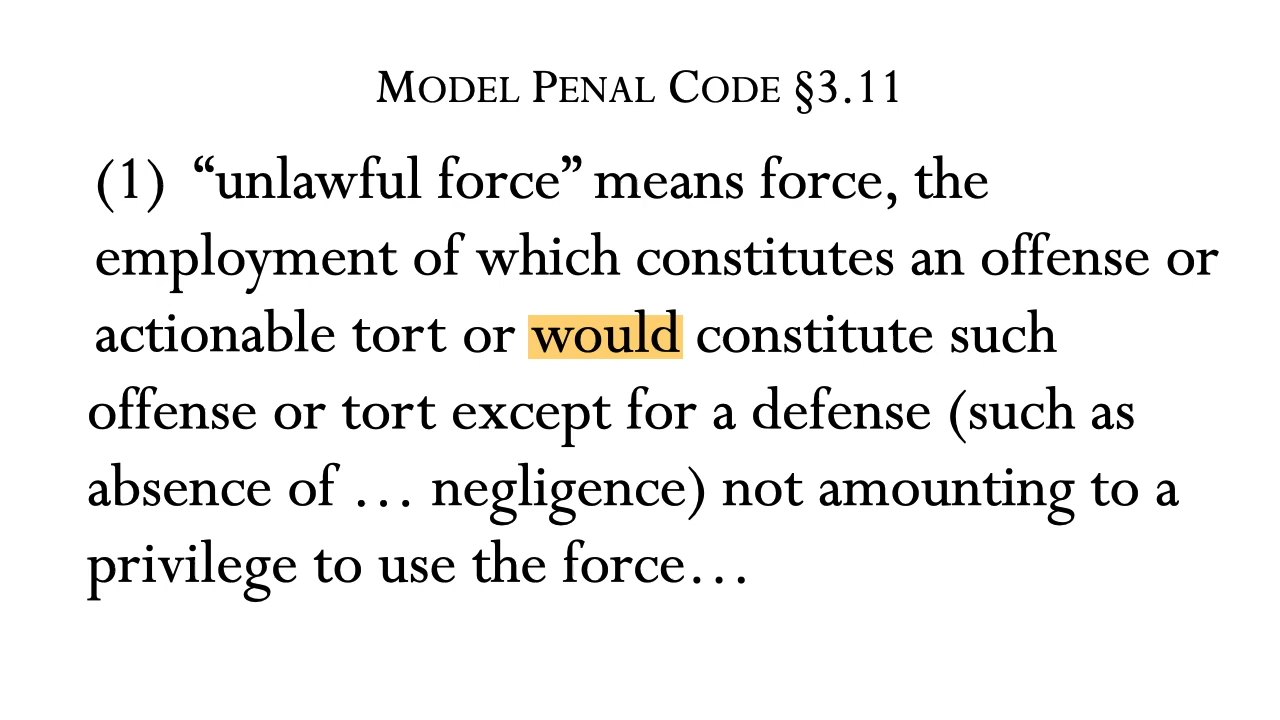 MODEL PENAL CODE §3.11
(1) “unlawful force” means force, the
employment of which constitutes an offense or
actionable tort or would constitute such
offense or tort except for a defense (such as
absence of … negligence) not amounting to a
privilege to use the force…